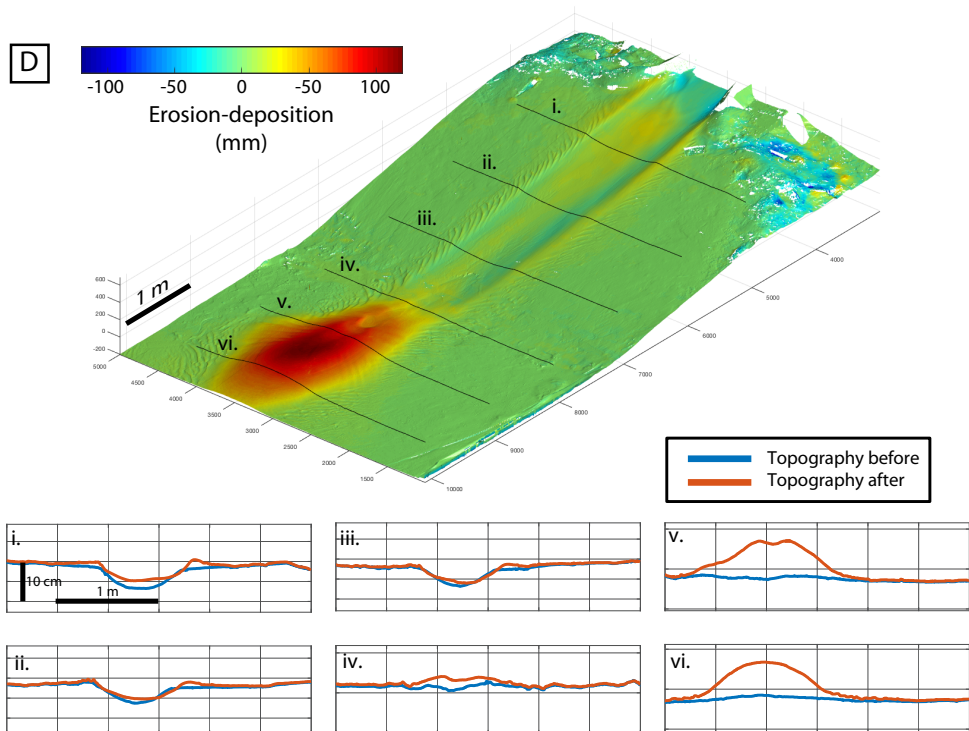 D
-100 -50 0 -50 100
Erosion-deposition
(mm)
i.
ii.
iii.
iv.
v.
vi.
1 m
600
400
200
0
-200
5000
4500
4000
3500
3000
2500
2000
1500
10000
9000
8000
7000
6000
5000
4000
Topography before
Topography after
i.
10 cm
1 m
iii.
v.
ii.
iv.
vi.